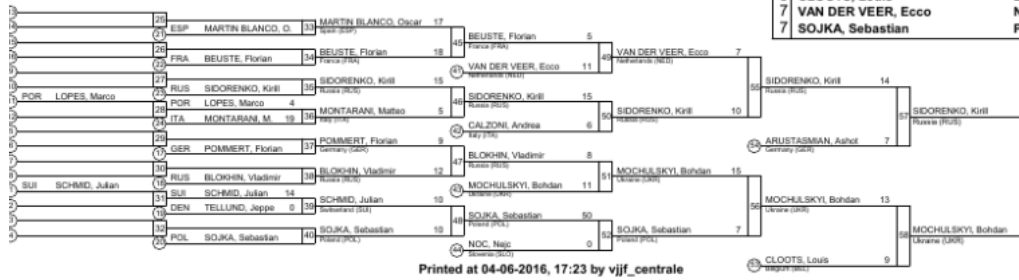 7 VAN DER VEER, Ecco N
7 SOJKA, Sebastian
25
21 ESP MARTIN BLANCO, O. 33 MARTIN BLANCO, Oscar 17
Spain (ESP)
45 BEUSTE, Florian 5
France (FRA)
26
22 FRA BEUSTE, Florian 34 BEUSTE, Florian 18
France (FRA)
41 VAN DER VEER, Ecco 11
Netherlands (NED)
49 VAN DER VEER, Ecco 7
Netherlands (NED)
27
23 RUS SIDORENKO, Kirill 35 SIDORENKO, Kirill 15
Russia (RUS)
55 SIDORENKO, Kirill 14
Russia (RUS)
POR LOPES, Marco
28 POR LOPES, Marco 4
24 ITA MONTARANI, M. 19 36 MONTARANI, Matteo 5
Italy (ITA)
46 SIDORENKO, Kirill 15
Russia (RUS)
42 CALZONI, Andrea 6
Italy (ITA)
50 SIDORENKO, Kirill 10
Russia (RUS)
57 SIDORENKO, Kirill
Russia (RUS)
29
17 GER POMMERT, Florian 37 POMMERT, Florian 9
Germany (GER)
54 ARUSTASMIAN, Ashot 7
Germany (GER)
47 BLOKHIN, Vladimir 8
Russia (RUS)
30
18 RUS BLOKHIN, Vladimir 38 BLOKHIN, Vladimir 12
Russia (RUS)
43 MOCHULSKYI, Bohdan 11
Ukraine (UKR)
51 MOCHULSKYI, Bohdan 15
Ukraine (UKR)
SUI SCHMID, Julian
31 SUI SCHMID, Julian 14
19 DEN TELLUND, Jeppe 0 39 SCHMID, Julian 10
Switzerland (SUI)
56 MOCHULSKYI, Bohdan 13
Ukraine (UKR)
48 SOJKA, Sebastian 50
Poland (POL)
32
20 POL SOJKA, Sebastian 40 SOJKA, Sebastian 10
Poland (POL)
44 NOC, Nejc 0
Slovenia (SLO)
52 SOJKA, Sebastian 7
Poland (POL)
58 MOCHULSKYI, Bohdan
Ukraine (UKR)
53 CLOOTS, Louis 9
Belgium (BEL)
Printed at 04-06-2016, 17:23 by vjjf_centrale